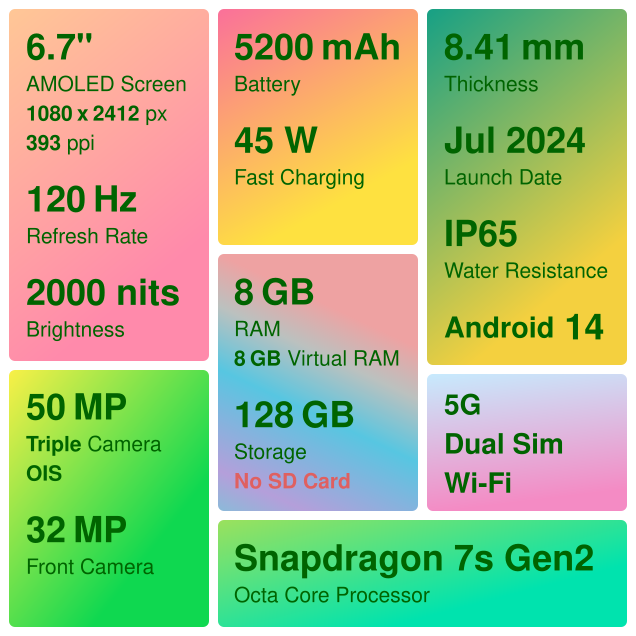 6.7"
AMOLED Screen
1080 x 2412 px
393 ppi
120 Hz
Refresh Rate
2000 nits
Brightness
50 MP
Triple Camera
OIS
32 MP
Front Camera
5200 mAh
Battery
45 W
Fast Charging
8 GB
RAM
8 GB Virtual RAM
128 GB
Storage
No SD Card
8.41 mm
Thickness
Jul 2024
Launch Date
IP65
Water Resistance
Android 14
5G
Dual Sim
Wi-Fi
Snapdragon 7s Gen2
Octa Core Processor